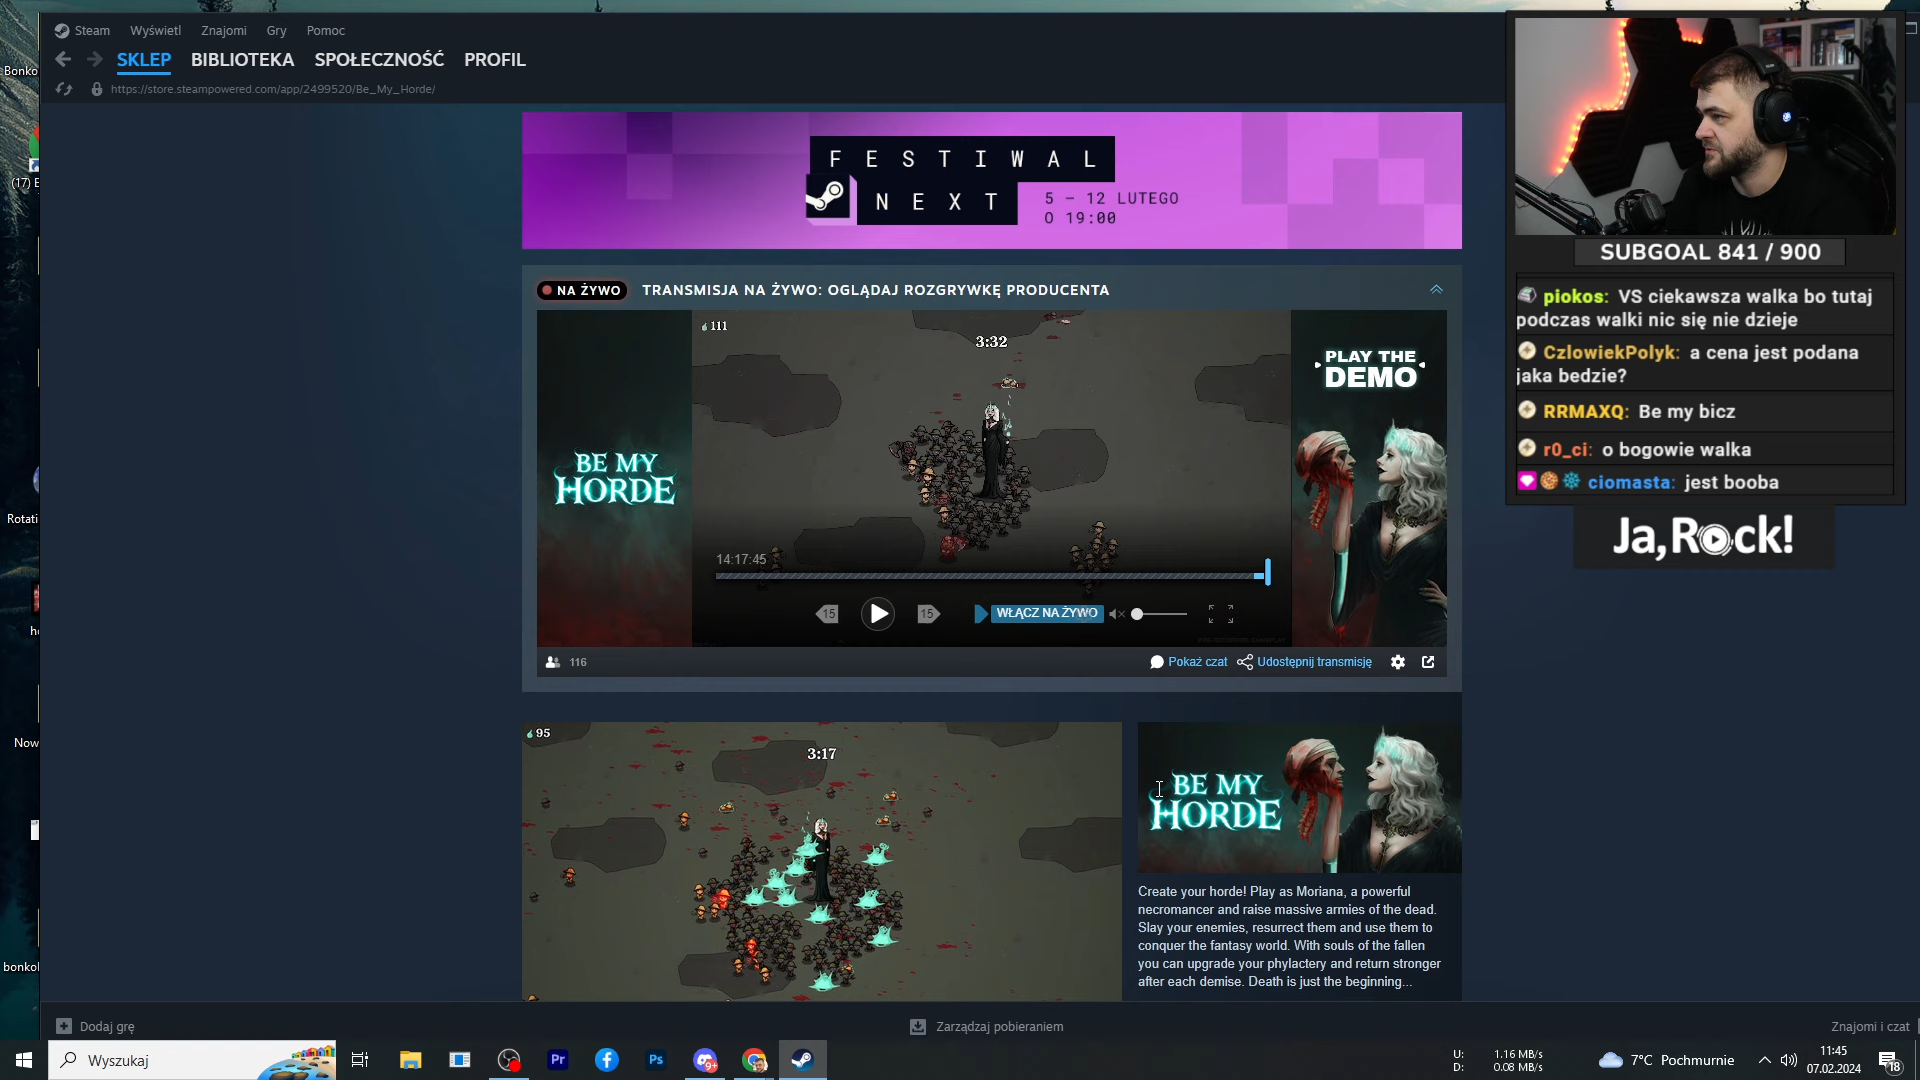 Steam Wyświetl Znajomi Gry Pomoc
SKLEP BIBLIOTEKA SPOŁECZNOŚĆ PROFIL
https://store.steampowered.com/app/2499520/Be_My_Horde/
Bonko
(17) E
Rotati
Now
bonkol
FESTIWAL
NEXT
5 – 12 LUTEGO
O 19:00
NA ŻYWO TRANSMISJA NA ŻYWO: OGLĄDAJ ROZGRYWKĘ PRODUCENTA
111
3:32
BE MY
HORDE
PLAY THE
DEMO
14:17:45
15 15 WŁĄCZ NA ŻYWO
116 Pokaż czat Udostępnij transmisję
95
3:17
BE MY
HORDE
Create your horde! Play as Moriana, a powerful
necromancer and raise massive armies of the dead.
Slay your enemies, resurrect them and use them to
conquer the fantasy world. With souls of the fallen
you can upgrade your phylactery and return stronger
after each demise. Death is just the beginning...
SUBGOAL 841 / 900
piokos: VS ciekawsza walka bo tutaj
podczas walki nic się nie dzieje
CzlowiekPolyk: a cena jest podana
jaka bedzie?
RRMAXQ: Be my bicz
r0_ci: o bogowie walka
ciomasta: jest booba
Ja,Rock!
Dodaj grę Zarządzaj pobieraniem Znajomi i czat
Wyszukaj
Pr
Ps
9+
U: 1.16 MB/s
D: 0.08 MB/s
7°C Pochmurnie
11:45
07.02.2024
18